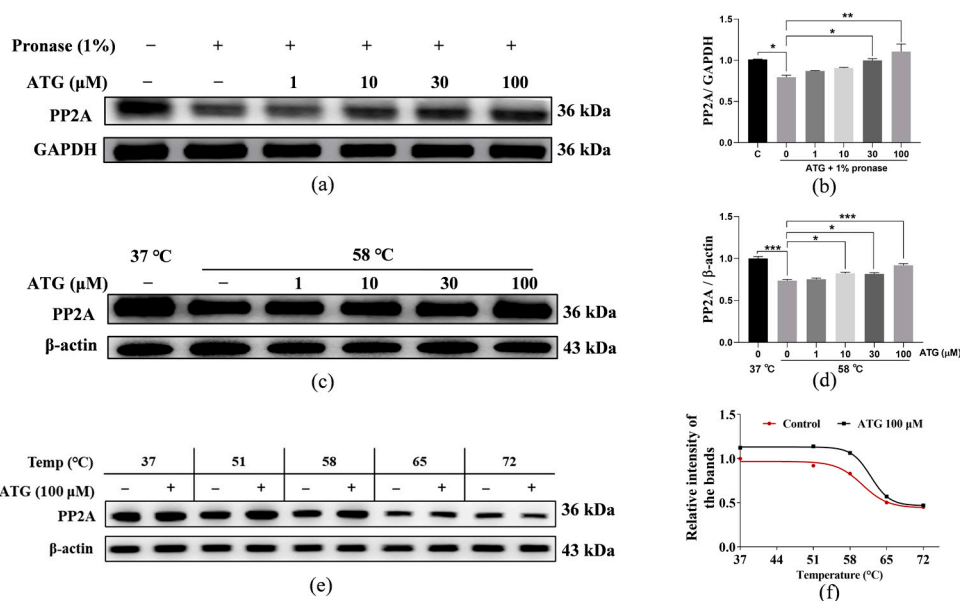 Pronase (1%) − + + + + +
ATG (μM) − − 1 10 30 100
PP2A 36 kDa
GAPDH 36 kDa
(a)
PP2A/ GAPDH
1.5
1.0
0.5
0.0
* * **
C 0 1 10 30 100
ATG + 1% pronase
(b)
37 °C 58 °C
ATG (μM) − − 1 10 30 100
PP2A 36 kDa
β-actin 43 kDa
(c)
PP2A / β-actin
1.5
1.0
0.5
0.0
*** * * ***
0 0 1 10 30 100 ATG (μM)
37 °C 58 °C
(d)
Temp (°C) 37 51 58 65 72
ATG (100 μM) − + − + − + − + − +
PP2A 36 kDa
β-actin 43 kDa
(e)
Relative intensity of
the bands
Control ATG 100 μM
1.5
1.0
0.5
0.0
37 44 51 58 65 72
Temperature (°C)
(f)